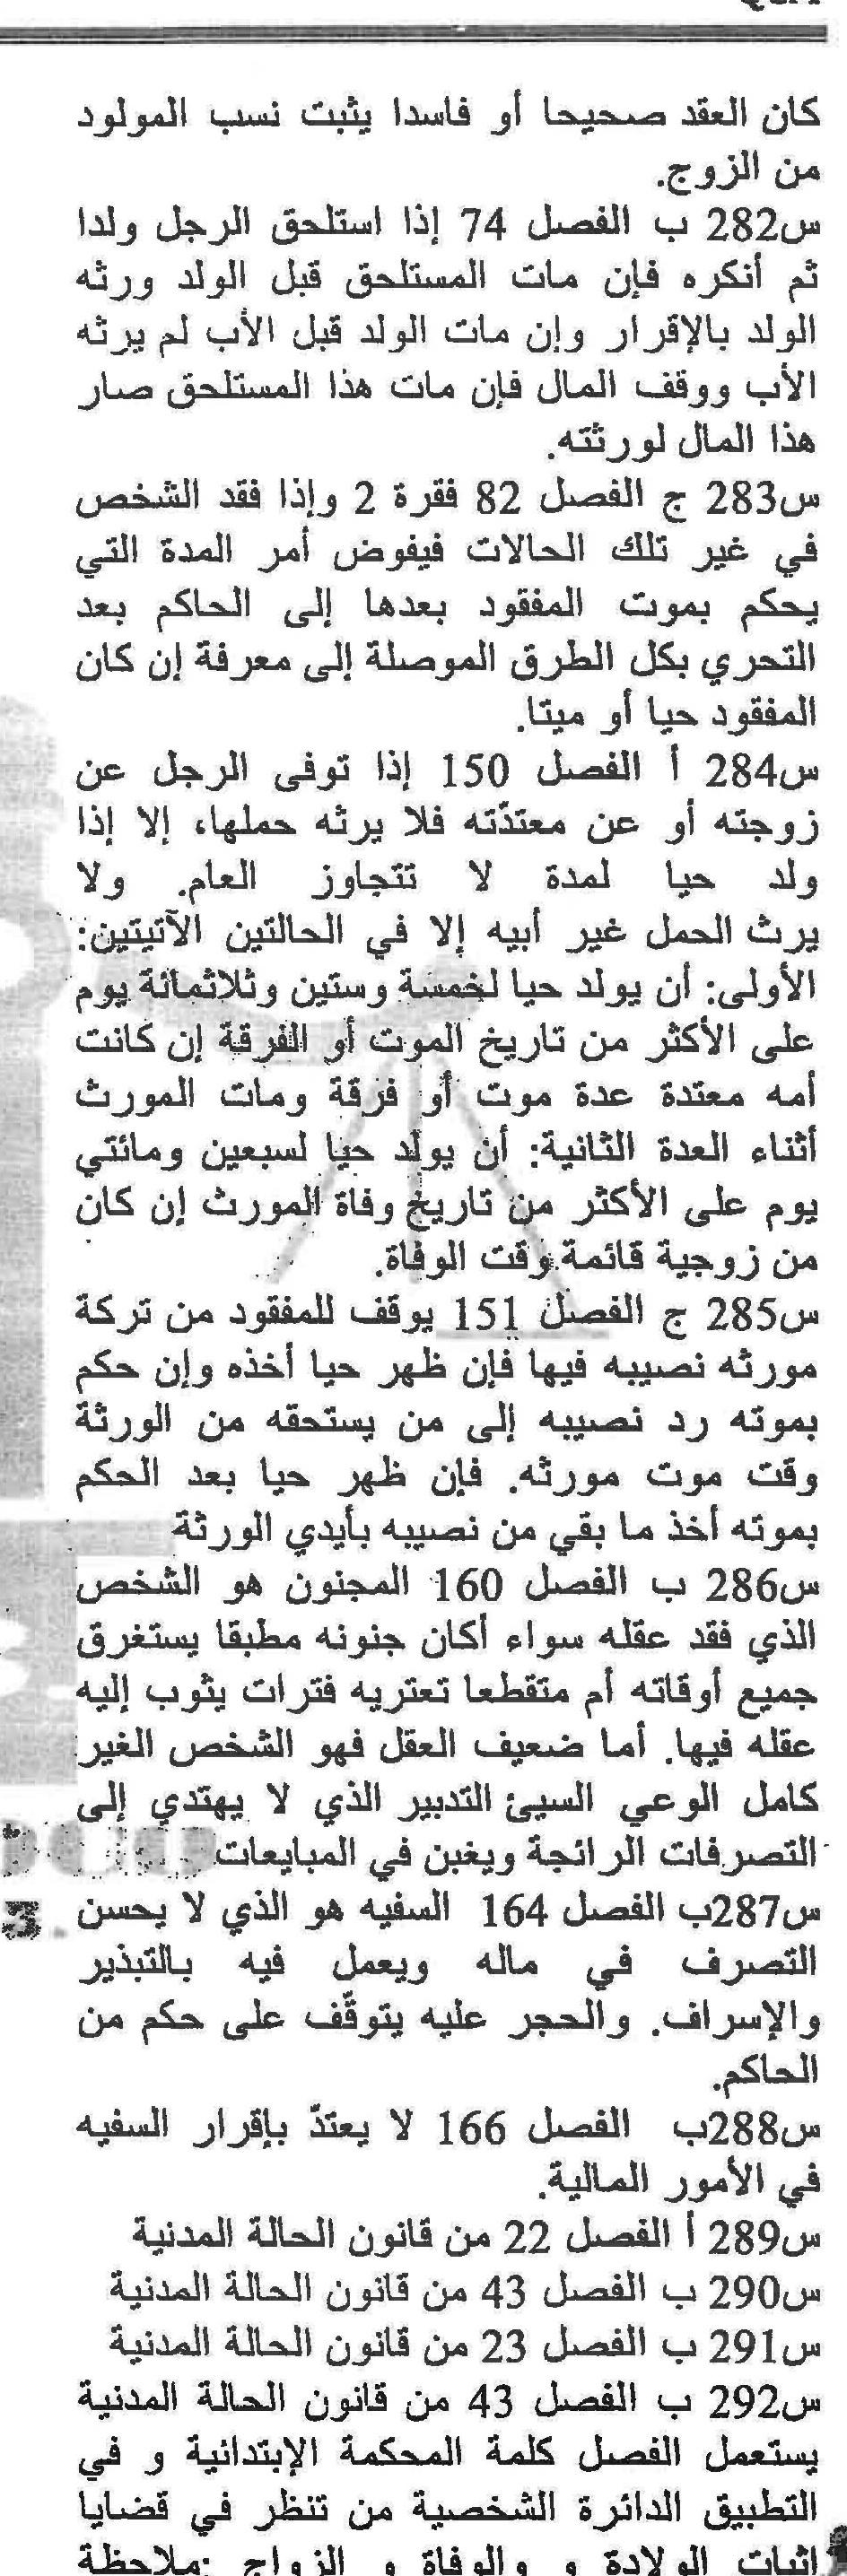 كان العقد صحيحا أو فاسدا يثبت نسب المولود
من الزوج.
س282 ب الفصل 74 إذا استلحق الرجل ولدا
ثم أنكره فإن مات المستلحق قبل الولد ورثه
الولد بالإقرار وإن مات الولد قبل الأب لم يرثه
الأب ووقف المال فإن مات هذا المستلحق صار
هذا المال لورثته.
س283 ج الفصل 82 فقرة 2 وإذا فقد الشخص
في غير تلك الحالات فيفوض أمر المدة التي
يحكم بموت المفقود بعدها إلى الحاكم بعد
التحري بكل الطرق الموصلة إلى معرفة إن كان
المفقود حيا أو ميتا.
س284 أ الفصل 150 إذا توفى الرجل عن
زوجته أو عن معتدّته فلا يرثه حملها، إلا إذا
ولد حيا لمدة لا تتجاوز العام. ولا
يرث الحمل غير أبيه إلا في الحالتين الآتيتين:
الأولى: أن يولد حيا لخمسة وستين وثلاثمائة يوم
على الأكثر من تاريخ الموت أو الفرقة إن كانت
أمه معتدة عدة موت أو فرقة ومات المورث
أثناء العدة الثانية: أن يولد حيا لسبعين ومائتي
يوم على الأكثر من تاريخ وفاة المورث إن كان
من زوجية قائمة وقت الوفاة.
س285 ج الفصل 151 يوقف للمفقود من تركة
مورثه نصيبه فيها فإن ظهر حيا أخذه وإن حكم
بموته رد نصيبه إلى من يستحقه من الورثة
وقت موت مورثه. فإن ظهر حيا بعد الحكم
بموته أخذ ما بقي من نصيبه بأيدي الورثة
س286 ب الفصل 160 المجنون هو الشخص
الذي فقد عقله سواء أكان جنونه مطبقا يستغرق
جميع أوقاته أم متقطعا تعتريه فترات يثوب إليه
عقله فيها. أما ضعيف العقل فهو الشخص الغير
كامل الوعي السيئ التدبير الذي لا يهتدي إلى
التصرفات الرائجة ويغبن في المبايعات
س287ب الفصل 164 السفيه هو الذي لا يحسن
التصرف في ماله ويعمل فيه بالتبذير
والإسراف. والحجر عليه يتوقّف على حكم من
الحاكم.
س288ب الفصل 166 لا يعتدّ بإقرار السفيه
في الأمور المالية.
س289 أ الفصل 22 من قانون الحالة المدنية
س290 ب الفصل 43 من قانون الحالة المدنية
س291 ب الفصل 23 من قانون الحالة المدنية
س292 ب الفصل 43 من قانون الحالة المدنية
يستعمل الفصل كلمة المحكمة الإبتدائية و في
التطبيق الدائرة الشخصية من تنظر في قضايا
إثبات الولادة و والوفاة و الزواج :ملاحظة